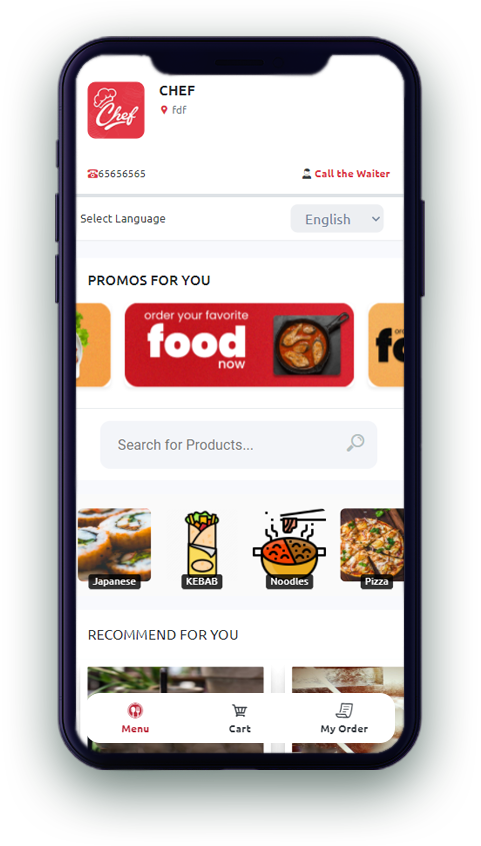 Chef
CHEF
fdf
65656565
Call the Waiter
Select Language
English
PROMOS FOR YOU
order your favorite
food
now
Search for Products...
Japanese
KEBAB
Noodles
Pizza
RECOMMEND FOR YOU
Menu
Cart
My Order